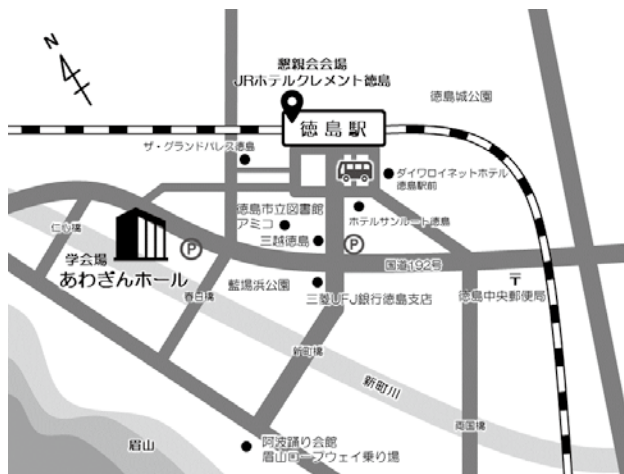 N
懇親会会場
JRホテルクレメント徳島
徳島城公園
徳島駅
ザ・グランドパレス徳島
ダイワロイネットホテル
徳島駅前
徳島市立図書館
アミコ
ホテルサンルート徳島
仁心橋
三越徳島
P
P
学会場
あわぎんホール
国道192号
藍場浜公園
春日橋
三菱UFJ銀行徳島支店
〒
徳島中央郵便局
新町橋
新町川
両国橋
眉山
阿波踊り会館
眉山ロープウェイ乗り場